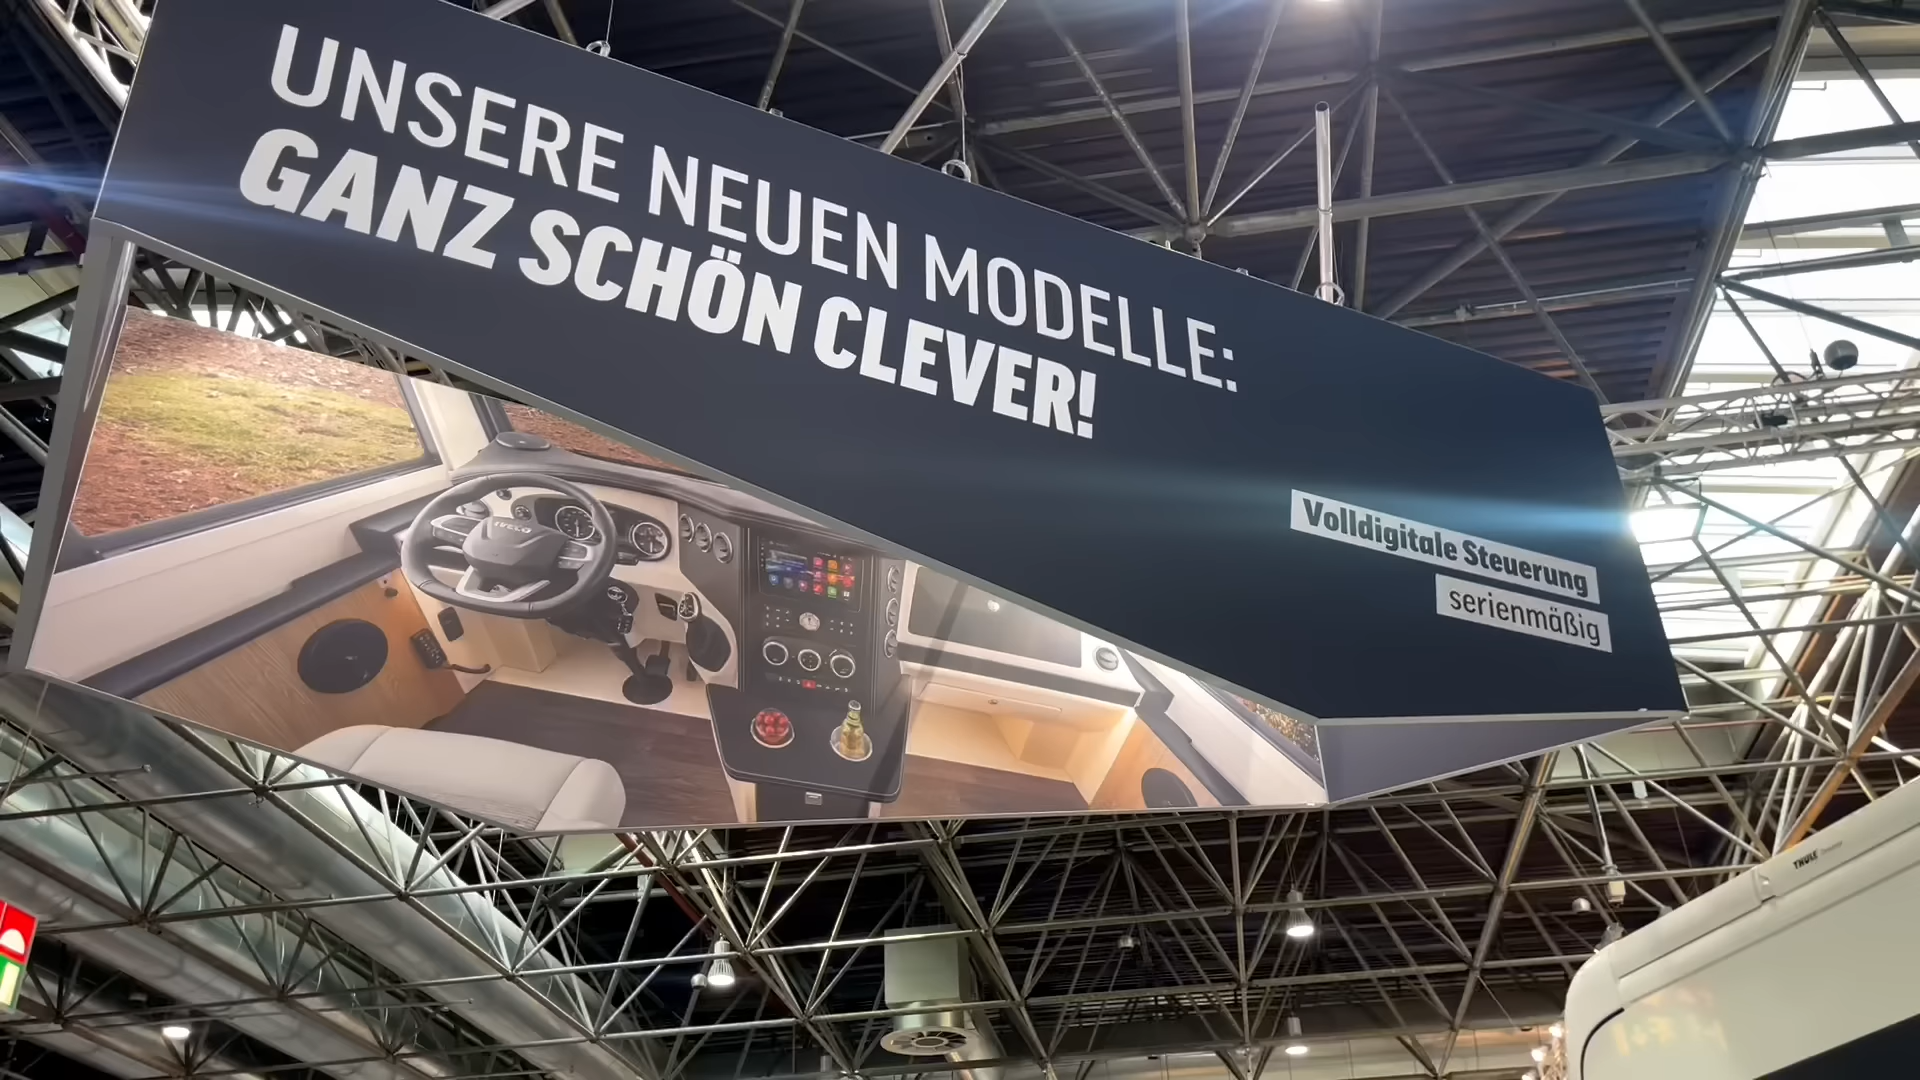 UNSERE NEUEN MODELLE:
GANZ SCHÖN CLEVER!
Volldigitale Steuerung
serienmäßig
IVECO
THULE